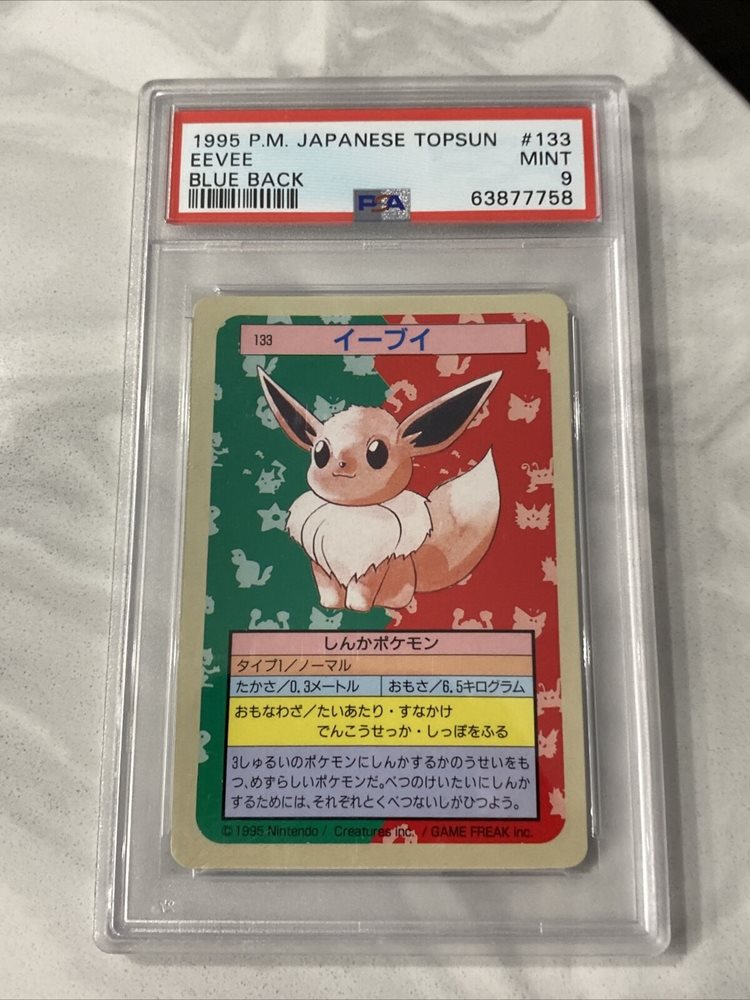 1995 P.M. JAPANESE TOPSUN #133
EEVEE MINT
BLUE BACK 9
PSA 63877758
133 イーブイ
しんかポケモン
タイプ1/ノーマル
たかさ/0.3メートル おもさ/6.5キログラム
おもなわざ/たいあたり・すなかけ
でんこうせっか・しっぽをふる
3しゅるいのポケモンにしんかするかのうせいをも
つ、めずらしいポケモンだ。べつのけいたいにしんか
するためには、それぞれとくべつないしがひつよう。
©1995 Nintendo / Creatures inc. / GAME FREAK inc.